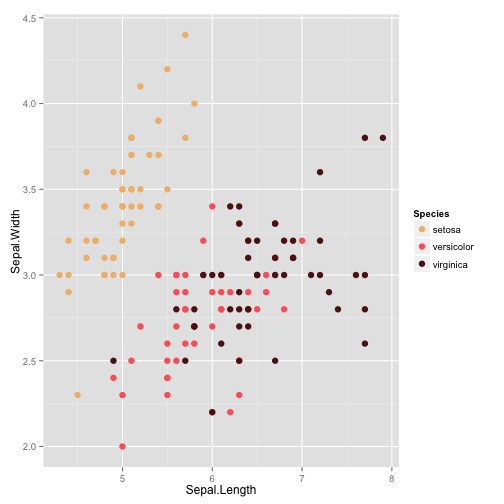 4.5
4.0
3.5
3.0
2.5
2.0
Sepal.Width
5 6 7 8
Sepal.Length
Species
setosa
versicolor
virginica